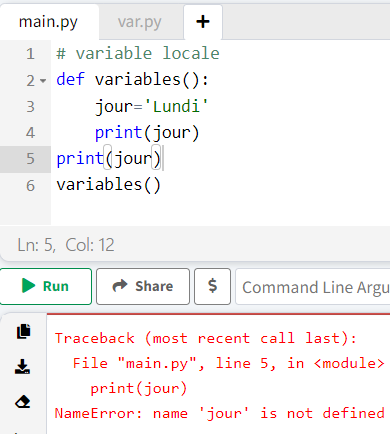 main.py var.py +
1 # variable locale
2 def variables():
3 jour='Lundi'
4 print(jour)
5 print(jour)
6 variables()
Ln: 5, Col: 12
Run Share $ Command Line Argu
Traceback (most recent call last):
File "main.py", line 5, in <module>
print(jour)
NameError: name 'jour' is not defined